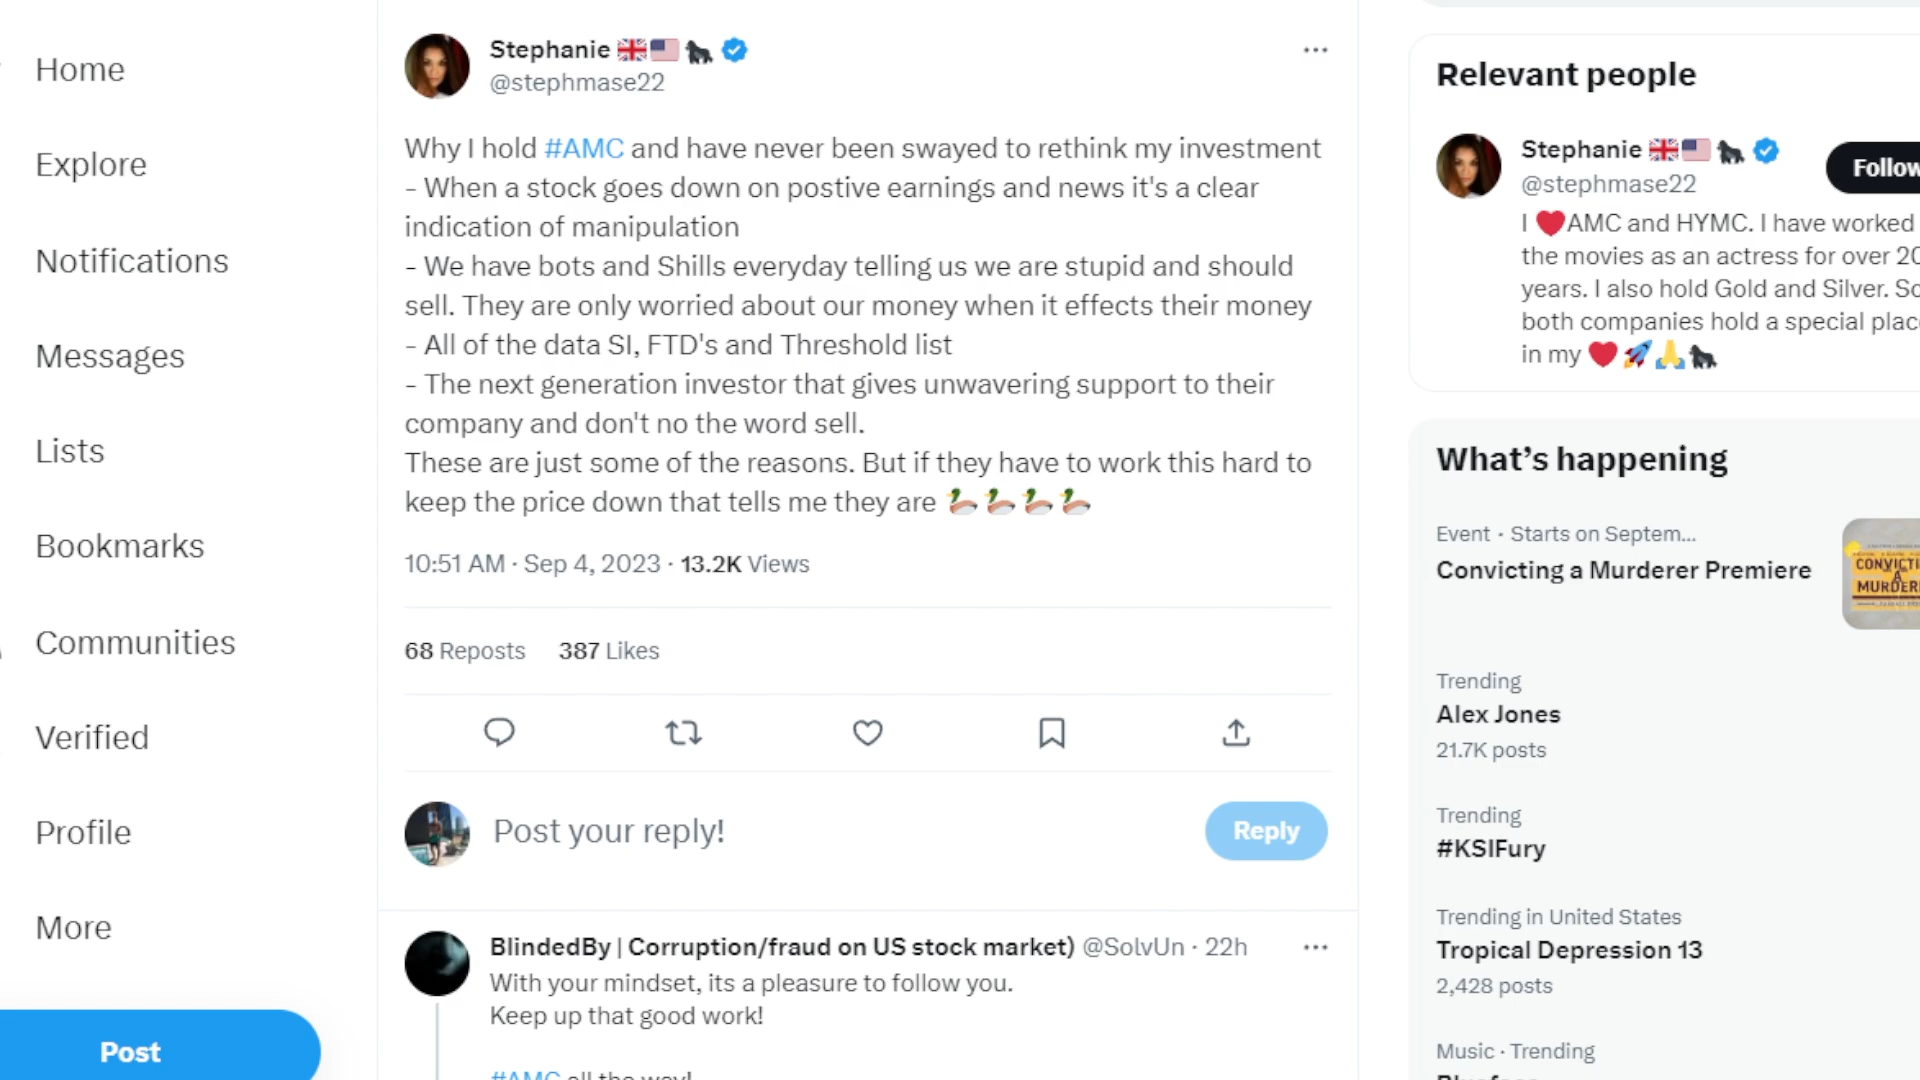 Home
Explore
Notifications
Messages
Lists
Bookmarks
Communities
Verified
Profile
More
Post
Stephanie
@stephmase22
Why I hold #AMC and have never been swayed to rethink my investment
- When a stock goes down on postive earnings and news it's a clear
indication of manipulation
- We have bots and Shills everyday telling us we are stupid and should
sell. They are only worried about our money when it effects their money
- All of the data SI, FTD's and Threshold list
- The next generation investor that gives unwavering support to their
company and don't no the word sell.
These are just some of the reasons. But if they have to work this hard to
keep the price down that tells me they are 🦆🦆🦆🦆
10:51 AM · Sep 4, 2023 · 13.2K Views
68 Reposts 387 Likes
Post your reply!
Reply
BlindedBy | Corruption/fraud on US stock market) @SolvUn · 22h
With your mindset, its a pleasure to follow you.
Keep up that good work!
#AMC all the way!
Relevant people
Stephanie
@stephmase22
Follow
I ❤️AMC and HYMC. I have worked
the movies as an actress for over 20
years. I also hold Gold and Silver. So
both companies hold a special plac
in my ❤️🚀🙏🦍
What's happening
Event · Starts on Septem...
Convicting a Murderer Premiere
CONVICTI
A
MURDER
Trending
Alex Jones
21.7K posts
Trending
#KSIFury
Trending in United States
Tropical Depression 13
2,428 posts
Music · Trending